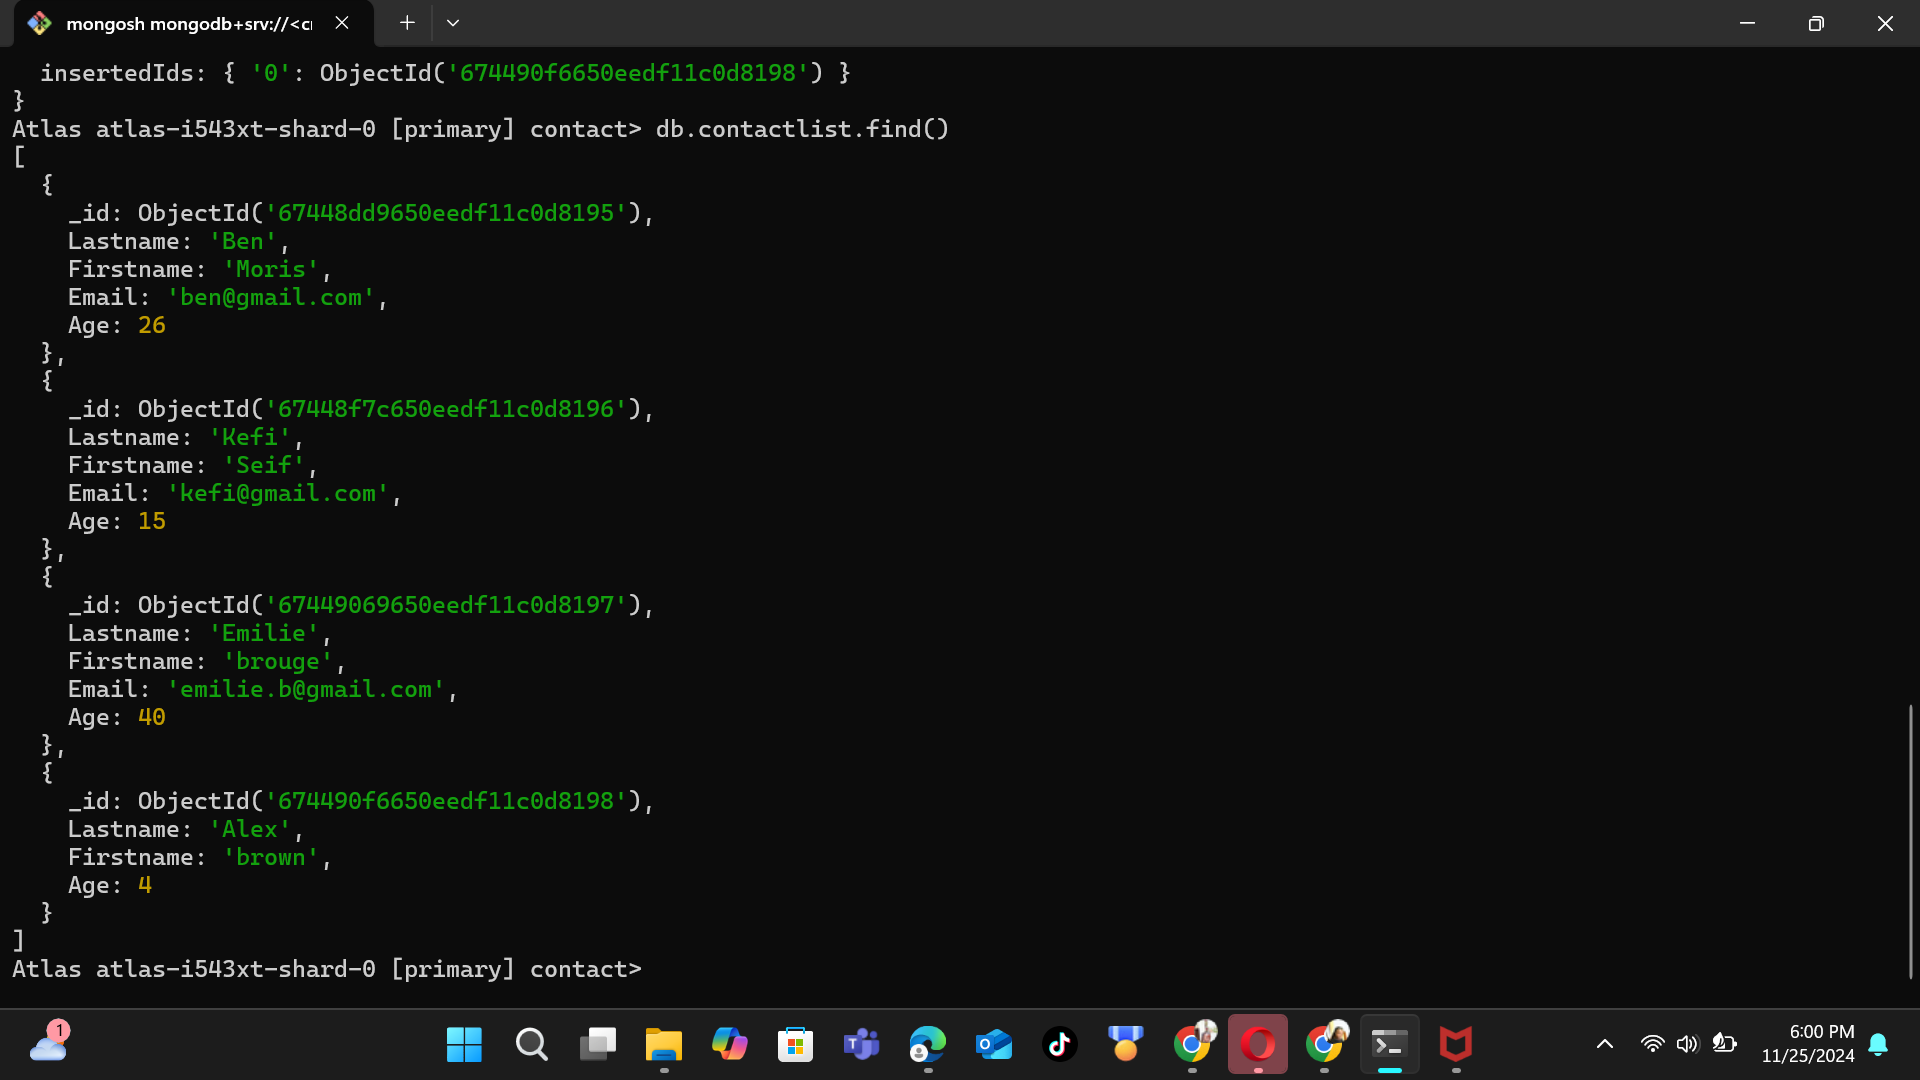 mongosh mongodb+srv://<cr
  insertedIds: { '0': ObjectId('674490f6650eedf11c0d8198') }
}
Atlas atlas-i543xt-shard-0 [primary] contact> db.contactlist.find()
[
  {
    _id: ObjectId('67448dd9650eedf11c0d8195'),
    Lastname: 'Ben',
    Firstname: 'Moris',
    Email: 'ben@gmail.com',
    Age: 26
  },
  {
    _id: ObjectId('67448f7c650eedf11c0d8196'),
    Lastname: 'Kefi',
    Firstname: 'Seif',
    Email: 'kefi@gmail.com',
    Age: 15
  },
  {
    _id: ObjectId('67449069650eedf11c0d8197'),
    Lastname: 'Emilie',
    Firstname: 'brouge',
    Email: 'emilie.b@gmail.com',
    Age: 40
  },
  {
    _id: ObjectId('674490f6650eedf11c0d8198'),
    Lastname: 'Alex',
    Firstname: 'brown',
    Age: 4
  }
]
Atlas atlas-i543xt-shard-0 [primary] contact>
1
6:00 PM
11/25/2024